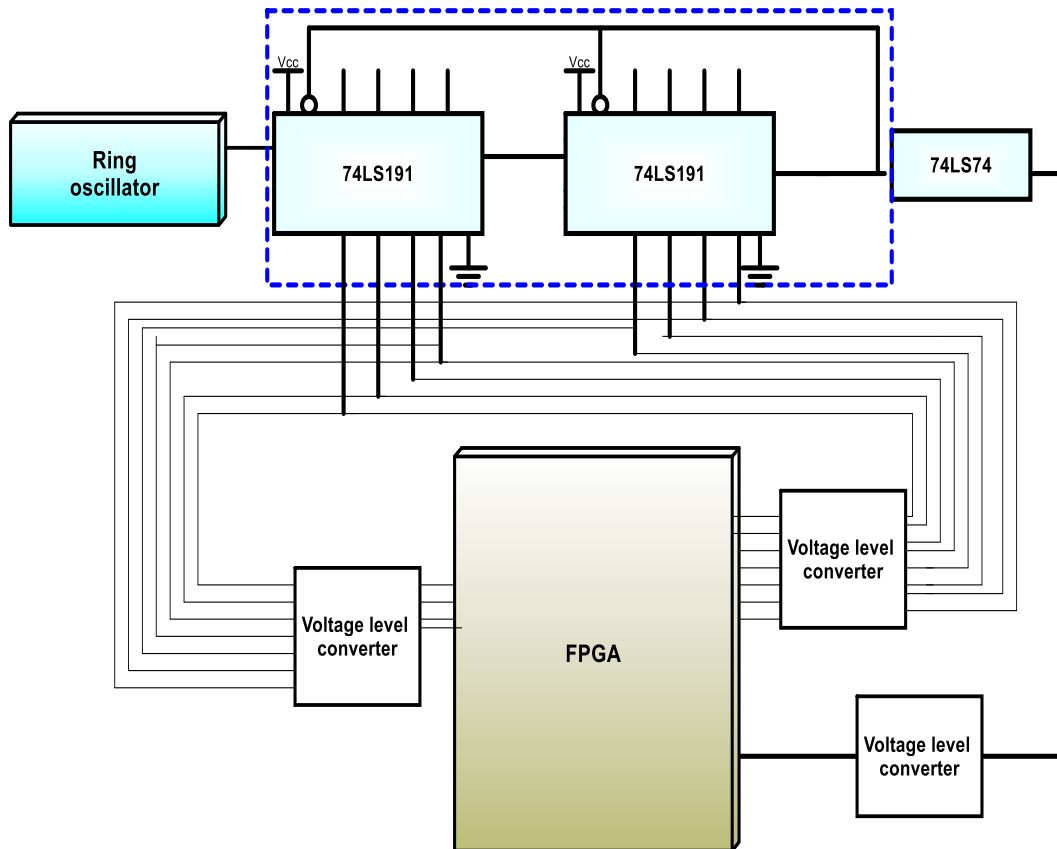 Vcc
Vcc
Ring
oscillator
74LS191
74LS191
74LS74
Voltage level
converter
Voltage level
converter
FPGA
Voltage level
converter